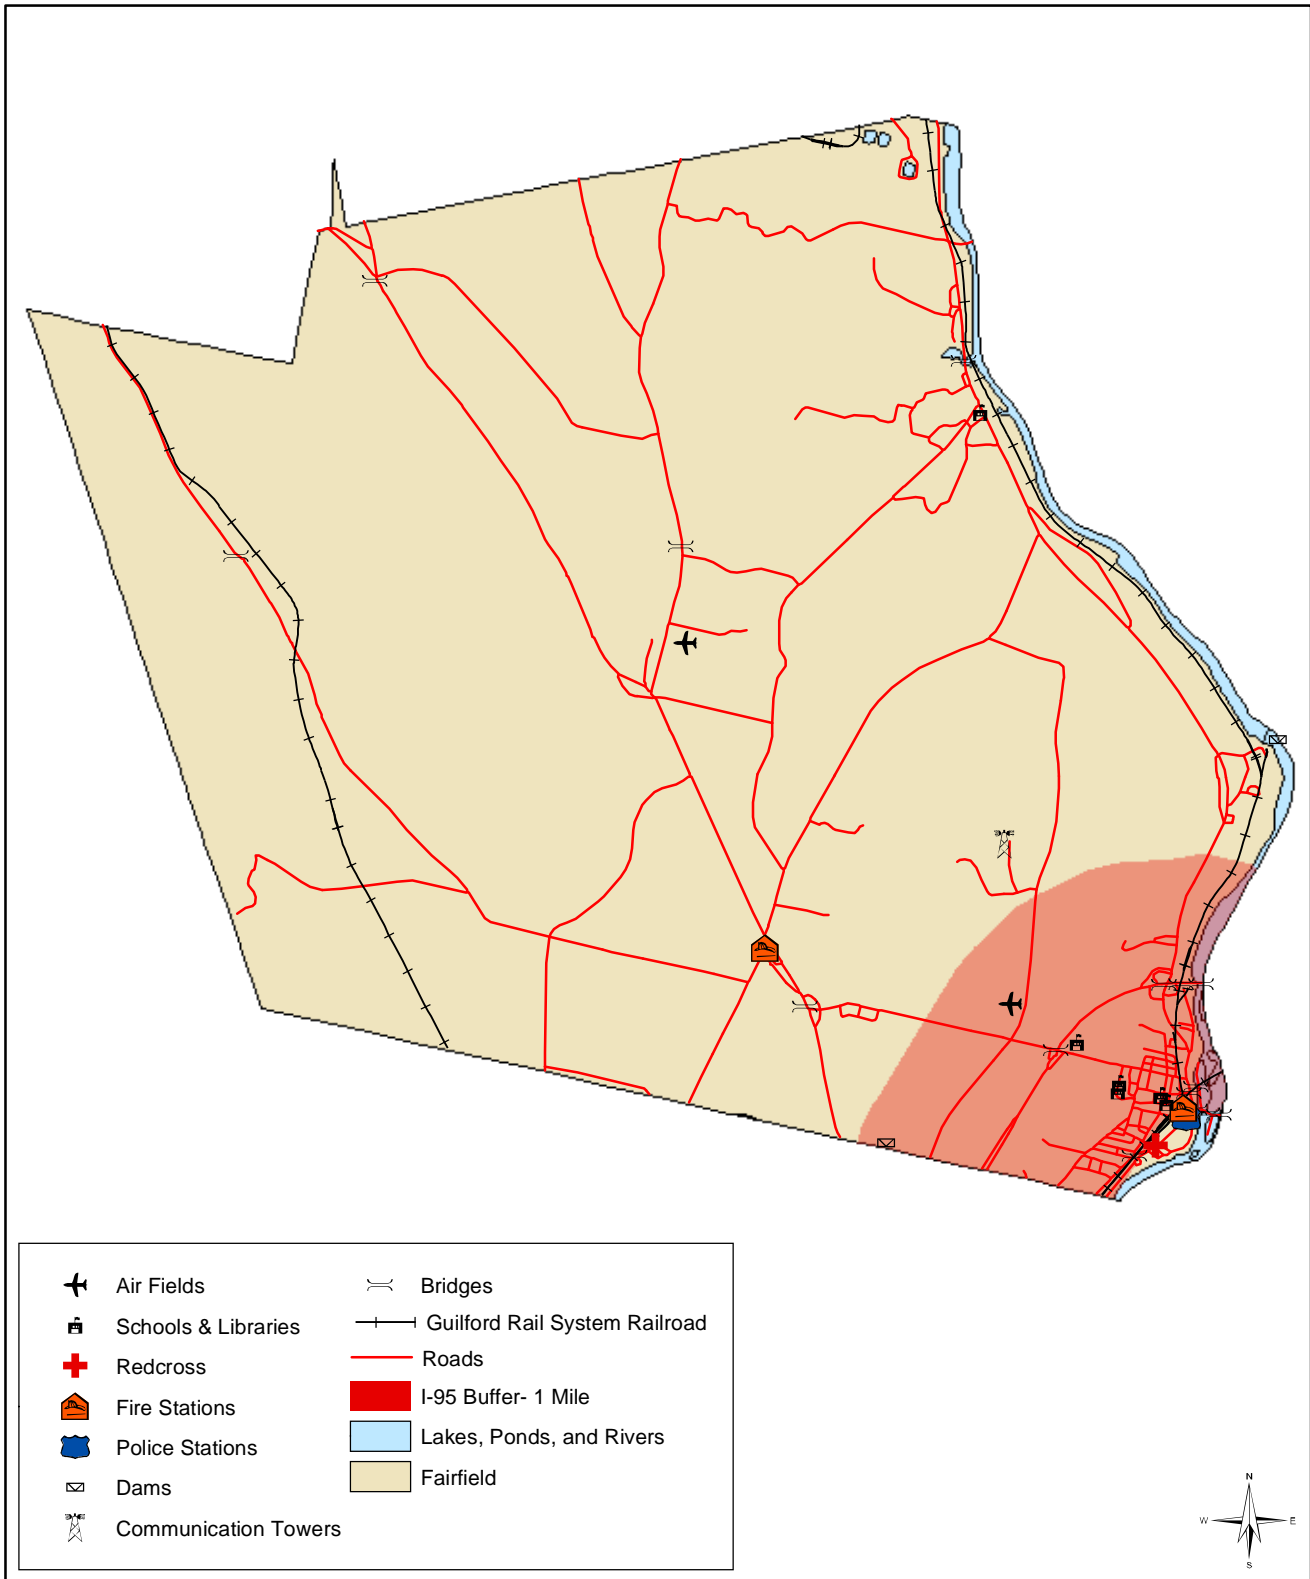 Air Fields
Schools & Libraries
Redcross
Fire Stations
Police Stations
Dams
Communication Towers
Bridges
Guilford Rail System Railroad
Roads
I-95 Buffer- 1 Mile
Lakes, Ponds, and Rivers
Fairfield
N
W E
S